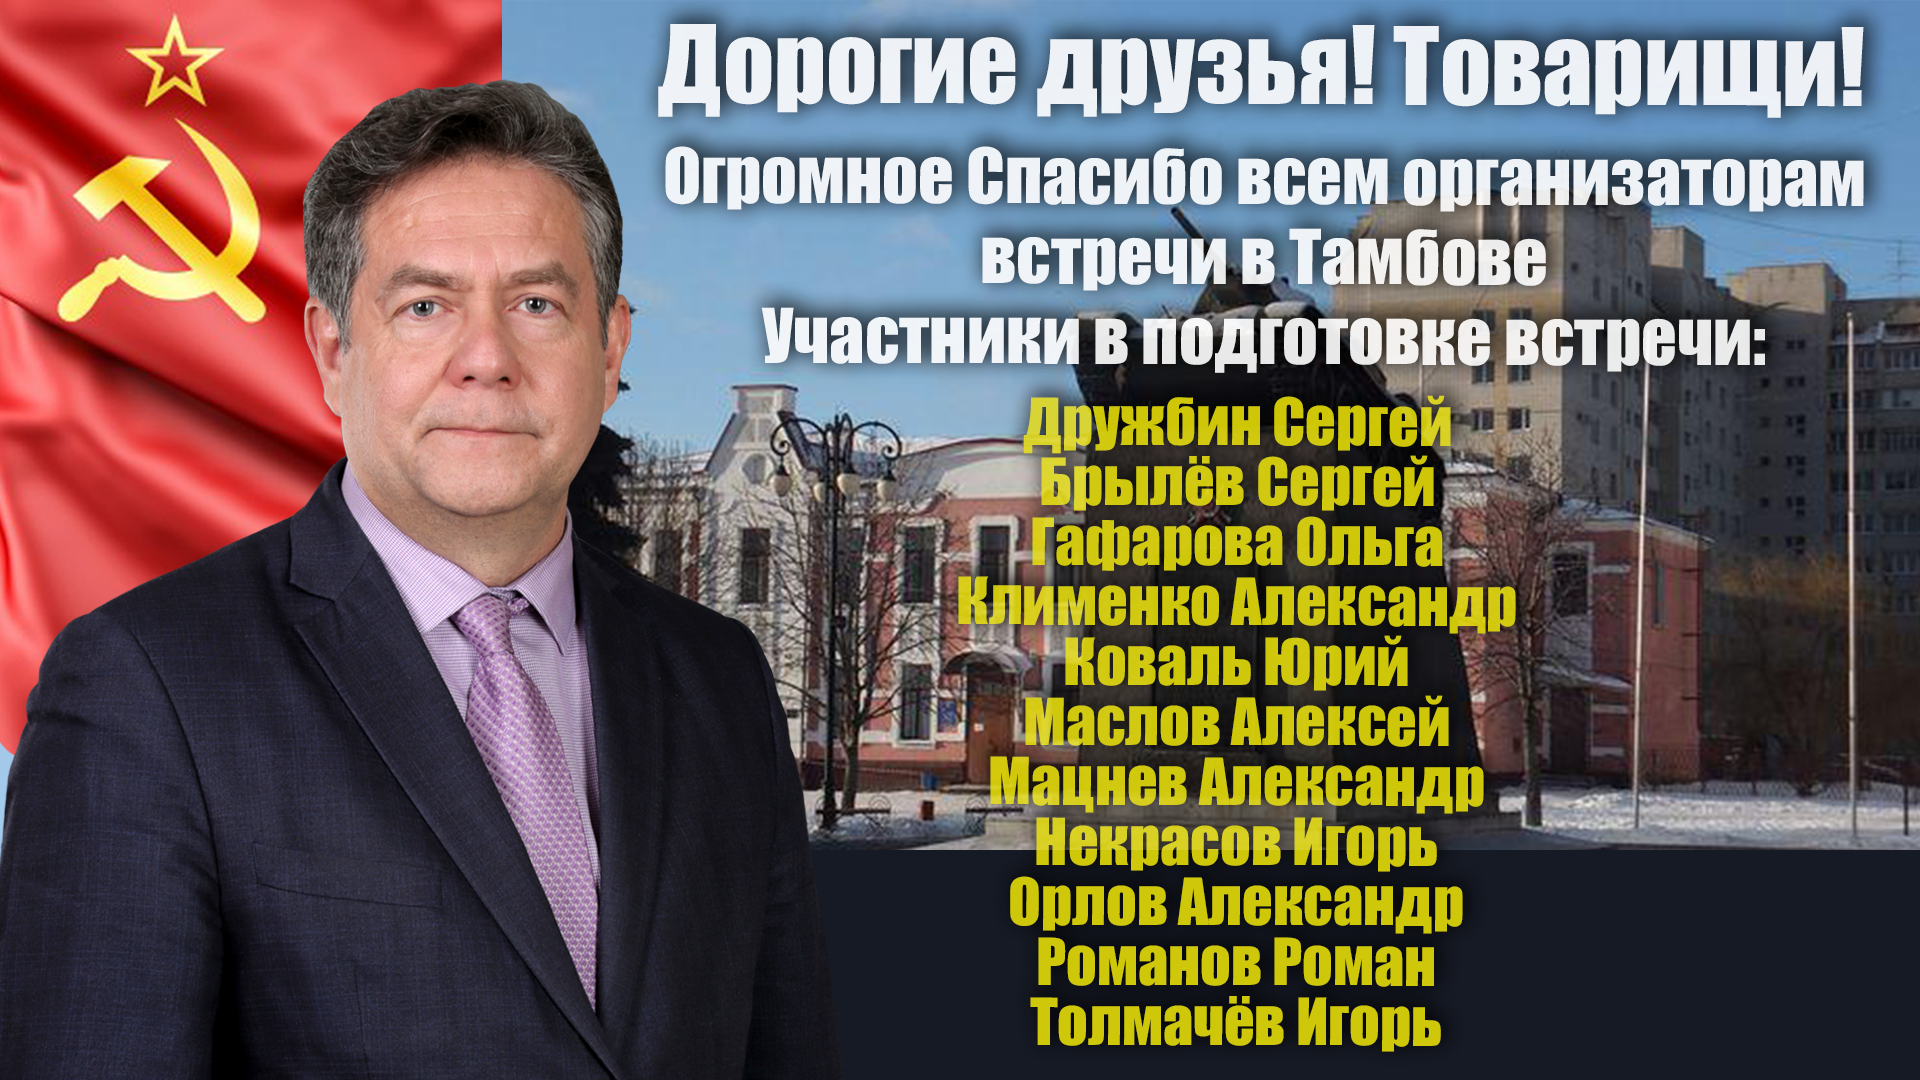 Дорогие друзья! Товарищи!
Огромное Спасибо всем организаторам
встречи в Тамбове
Участники в подготовке встречи:
Дружбин Сергей
Брылёв Сергей
Гафарова Ольга
Клименко Александр
Коваль Юрий
Маслов Алексей
Мацнев Александр
Некрасов Игорь
Орлов Александр
Романов Роман
Толмачёв Игорь